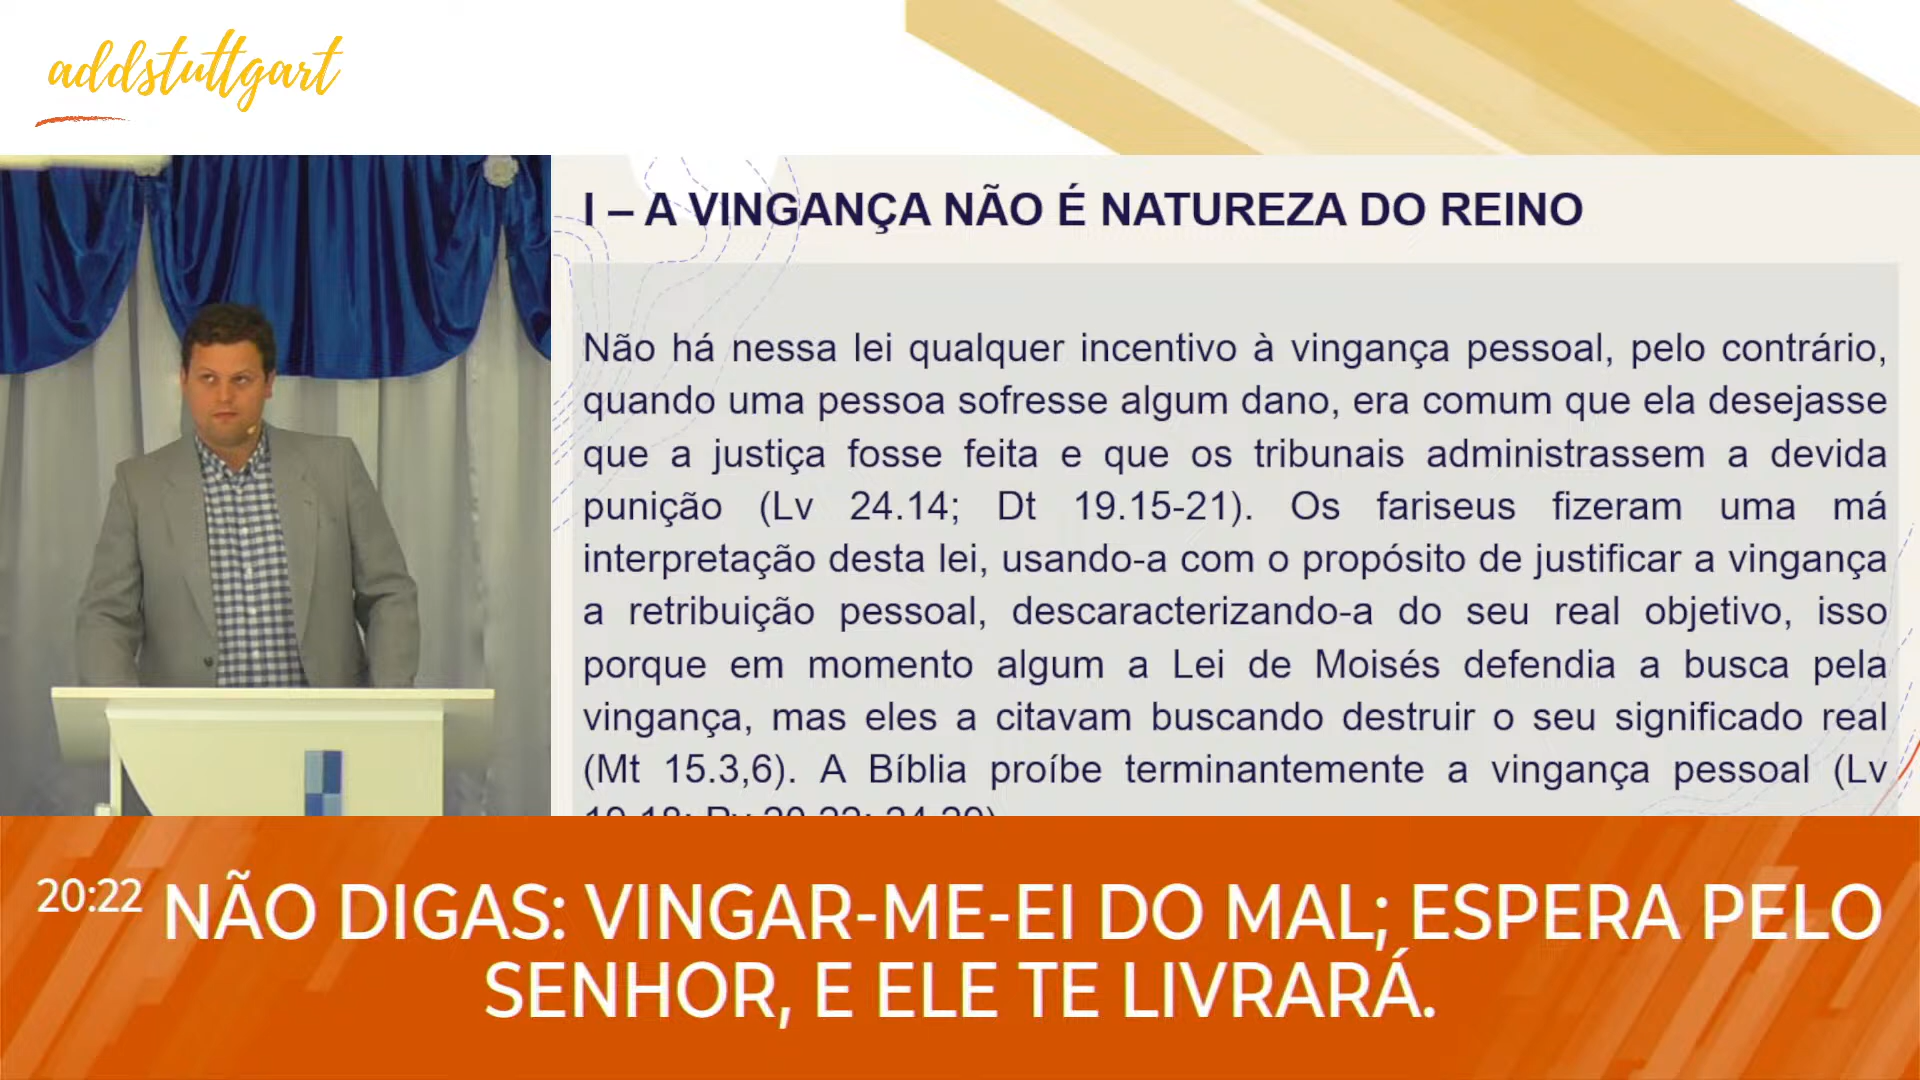 addstuttgart
I – A VINGANÇA NÃO É NATUREZA DO REINO
Não há nessa lei qualquer incentivo à vingança pessoal, pelo contrário,
quando uma pessoa sofresse algum dano, era comum que ela desejasse
que a justiça fosse feita e que os tribunais administrassem a devida
punição (Lv 24.14; Dt 19.15-21). Os fariseus fizeram uma má
interpretação desta lei, usando-a com o propósito de justificar a vingança
a retribuição pessoal, descaracterizando-a do seu real objetivo, isso
porque em momento algum a Lei de Moisés defendia a busca pela
vingança, mas eles a citavam buscando destruir o seu significado real
(Mt 15.3,6). A Bíblia proíbe terminantemente a vingança pessoal (Lv
20:22 NÃO DIGAS: VINGAR-ME-EI DO MAL; ESPERA PELO
SENHOR, E ELE TE LIVRARÁ.